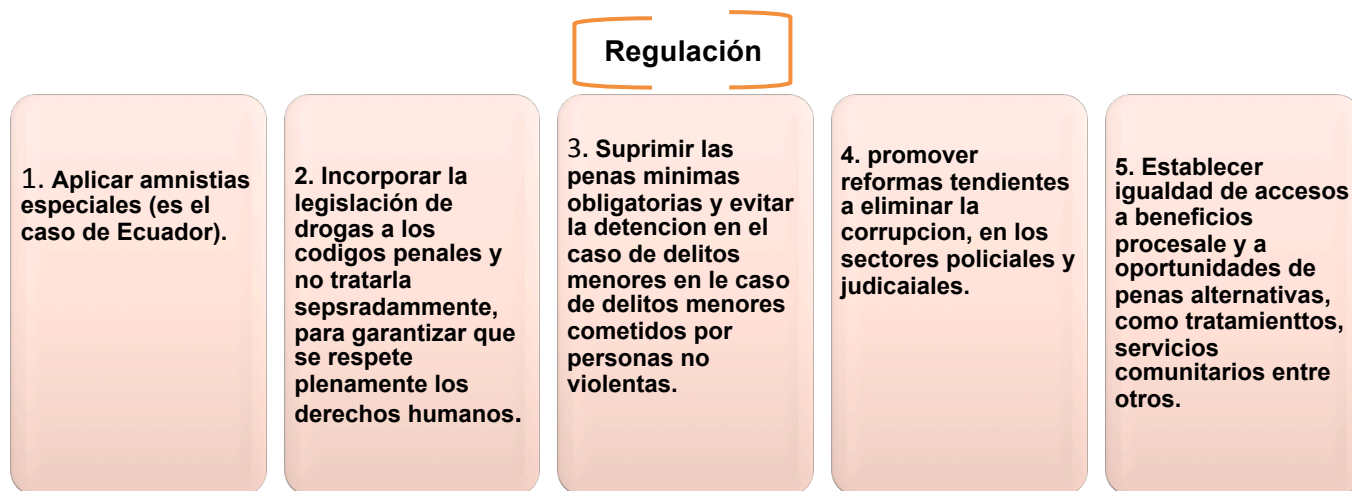 Regulación
1. Aplicar amnistias
especiales (es el
caso de Ecuador).
2. Incorporar la
legislación de
drogas a los
codigos penales y
no tratarla
sepsradammente,
para garantizar que
se respete
plenamente los
derechos humanos.
3. Suprimir las
penas minimas
obligatorias y evitar
la detencion en el
caso de delitos
menores en le caso
de delitos menores
cometidos por
personas no
violentas.
4. promover
reformas tendientes
a eliminar la
corrupcion, en los
sectores policiales y
judicaiales.
5. Establecer
igualdad de accesos
a beneficios
procesale y a
oportunidades de
penas alternativas,
como tratamienttos,
servicios
comunitarios entre
otros.